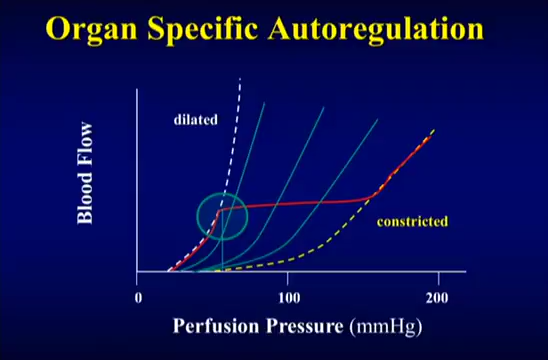 Organ Specific Autoregulation
dilated
Blood Flow
constricted
0
100
200
Perfusion Pressure (mmHg)